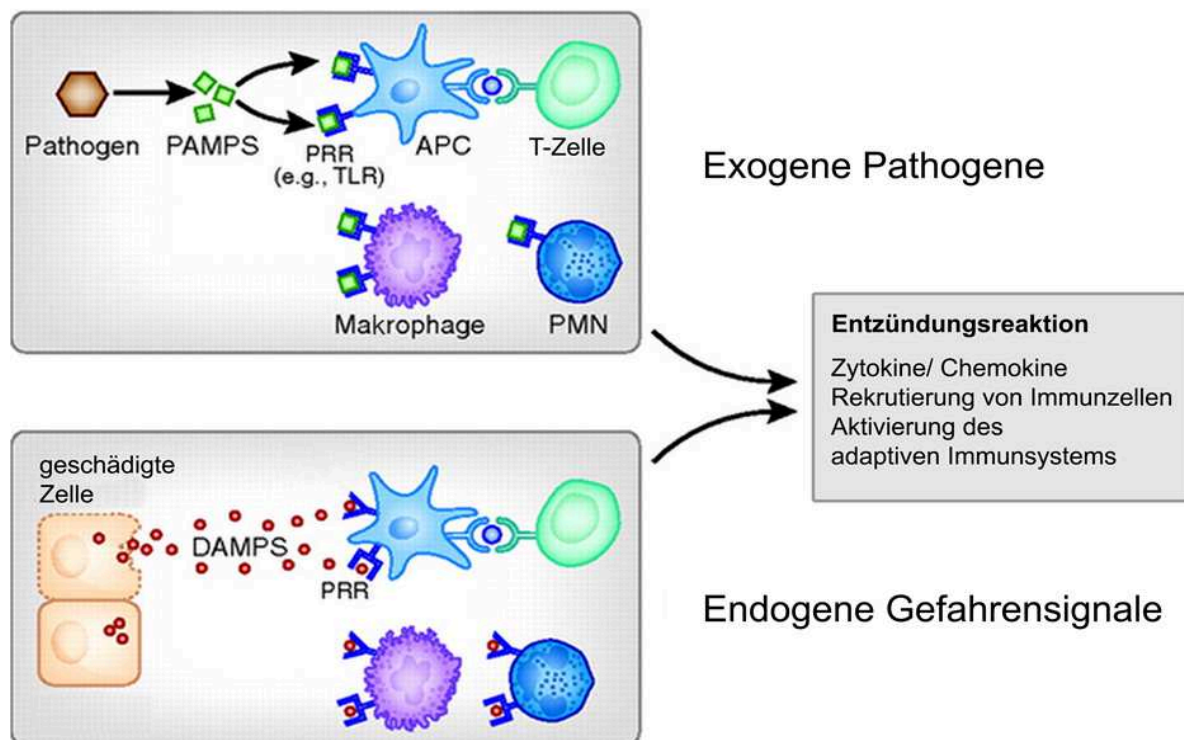 Pathogen
PAMPS
PRR
(e.g., TLR)
APC
T-Zelle
Makrophage
PMN
Exogene Pathogene
Entzündungsreaktion
Zytokine/ Chemokine
Rekrutierung von Immunzellen
Aktivierung des
adaptiven Immunsystems
geschädigte
Zelle
DAMPS
PRR
Endogene Gefahrensignale